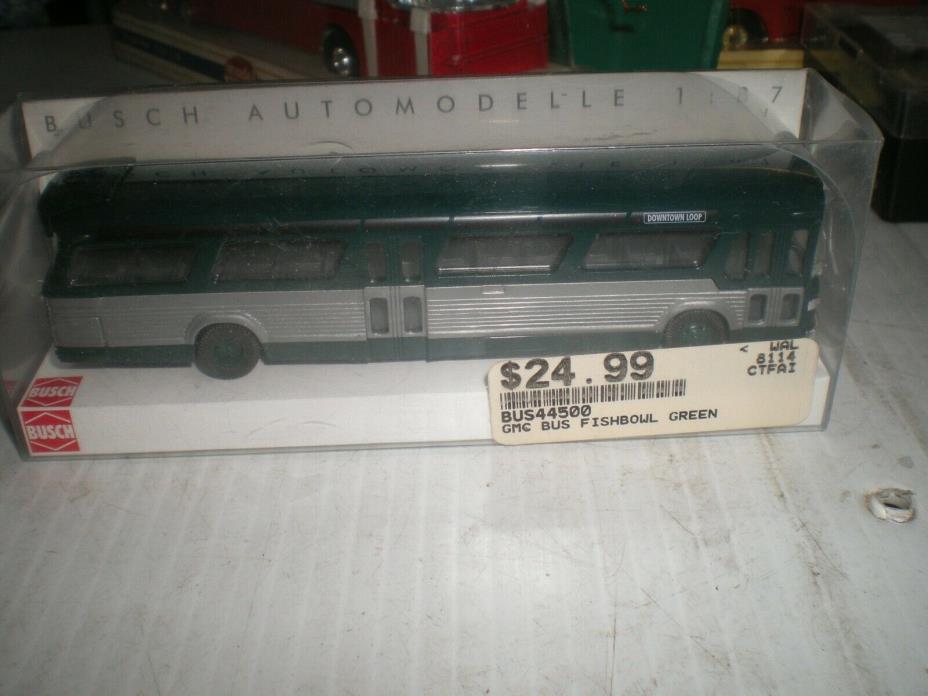 BUSCH AUTOMODELLE 1:87
DOWNTOWN LOOP
BUSCH
BUSCH
$24.99
< WAL
8114
CTFAI
BUS44500
GMC BUS FISHBOWL GREEN